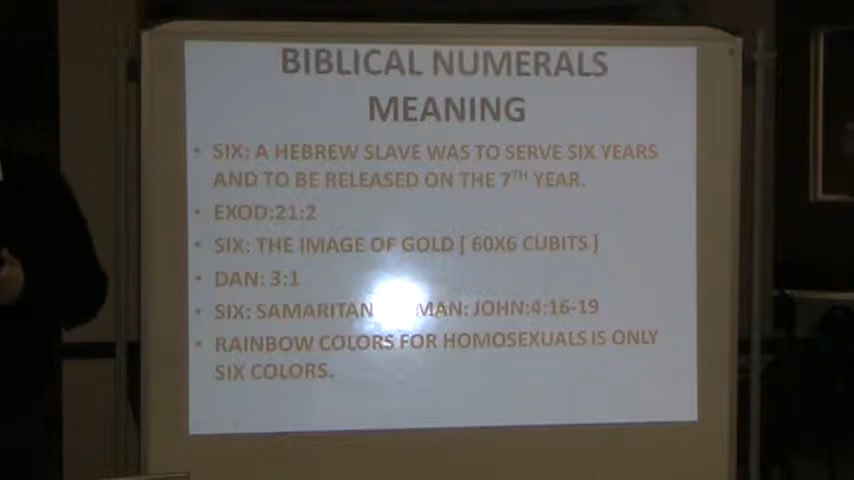 BIBLICAL NUMERALS
MEANING
• SIX: A HEBREW SLAVE WAS TO SERVE SIX YEARS
AND TO BE RELEASED ON THE 7TH YEAR.
• EXOD:21:2
• SIX: THE IMAGE OF GOLD [ 60X6 CUBITS ]
• DAN: 3:1
• SIX: SAMARITAN MAN: JOHN:4:16-19
• RAINBOW COLORS FOR HOMOSEXUALS IS ONLY
SIX COLORS.